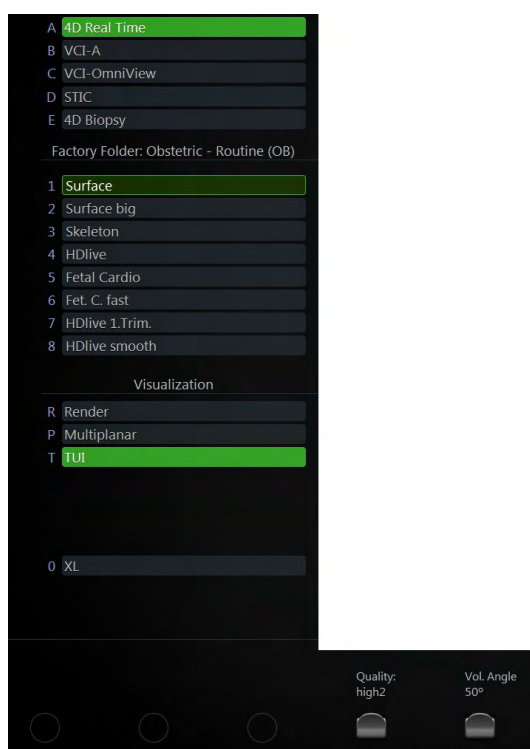 A 4D Real Time
B VCI-A
C VCI-OmniView
D STIC
E 4D Biopsy
Factory Folder: Obstetric - Routine (OB)
1 Surface
2 Surface big
3 Skeleton
4 HDlive
5 Fetal Cardio
6 Fet. C. fast
7 HDlive 1.Trim.
8 HDlive smooth
Visualization
R Render
P Multiplanar
T TUI
0 XL
Quality: Vol. Angle
high2 50º